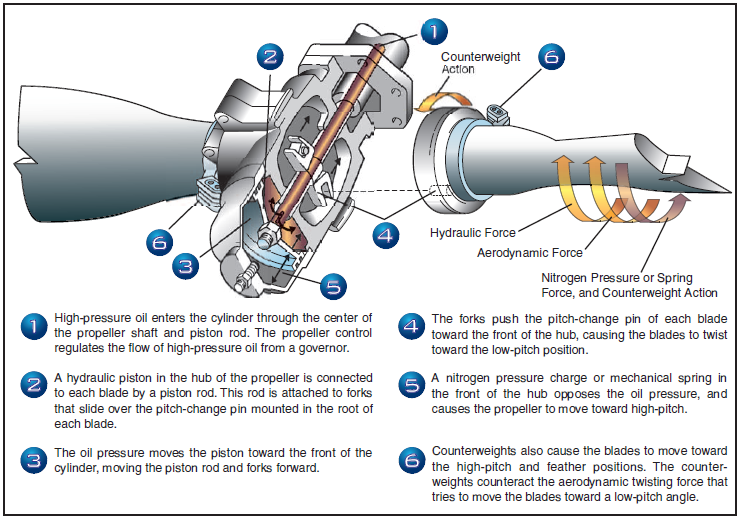 1
Counterweight
Action
6
2
Hydraulic Force
Aerodynamic Force
Nitrogen Pressure or Spring
Force, and Counterweight Action
6
3
4
5
1 High-pressure oil enters the cylinder through the center of
the propeller shaft and piston rod. The propeller control
regulates the flow of high-pressure oil from a governor.
2 A hydraulic piston in the hub of the propeller is connected
to each blade by a piston rod. This rod is attached to forks
that slide over the pitch-change pin mounted in the root of
each blade.
3 The oil pressure moves the piston toward the front of the
cylinder, moving the piston rod and forks forward.
4 The forks push the pitch-change pin of each blade
toward the front of the hub, causing the blades to twist
toward the low-pitch position.
5 A nitrogen pressure charge or mechanical spring in
the front of the hub opposes the oil pressure, and
causes the propeller to move toward high-pitch.
6 Counterweights also cause the blades to move toward
the high-pitch and feather positions. The counter-
weights counteract the aerodynamic twisting force that
tries to move the blades toward a low-pitch angle.